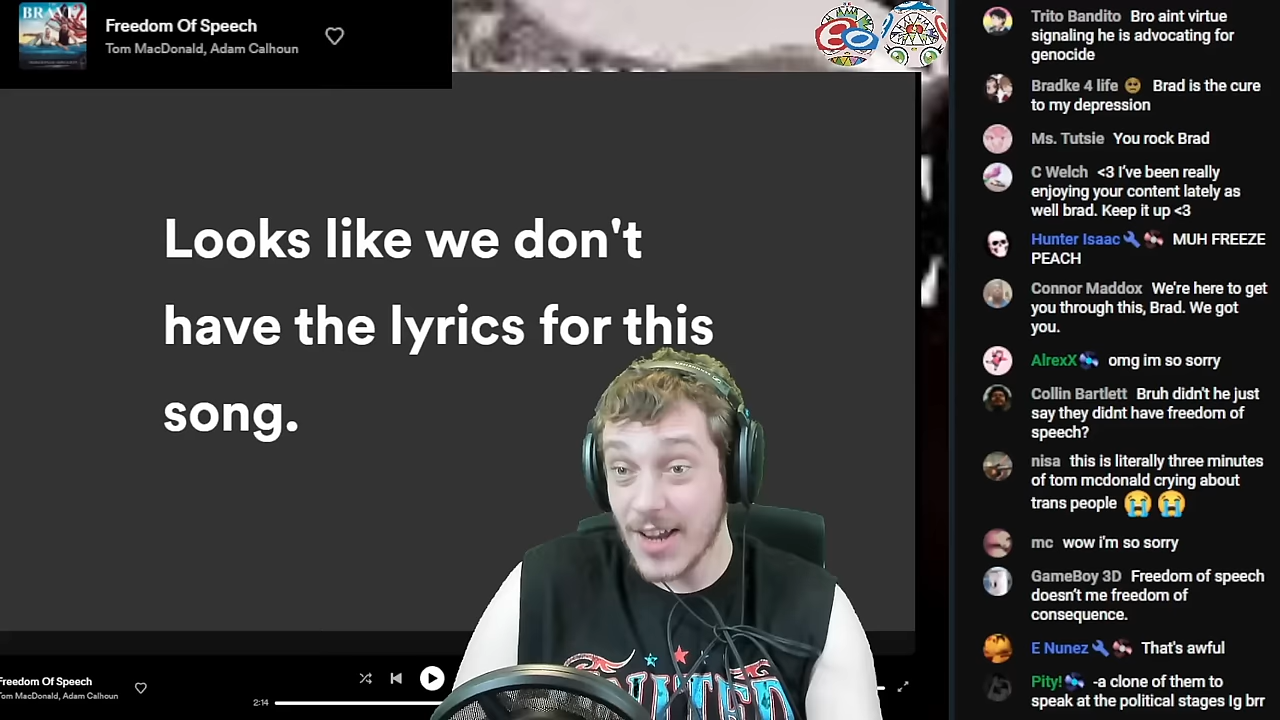 BRAVE
Freedom Of Speech
Tom MacDonald, Adam Calhoun
Looks like we don't
have the lyrics for this
song.
Freedom Of Speech
Tom MacDonald, Adam Calhoun
2:14
Trito Bandito Bro aint virtue
signaling he is advocating for
genocide
Bradke 4 life 🥺 Brad is the cure
to my depression
Ms. Tutsie You rock Brad
C Welch <3 I've been really
enjoying your content lately as
well brad. Keep it up <3
Hunter Isaac MUH FREEZE
PEACH
Connor Maddox We're here to get
you through this, Brad. We got
you.
AlrexX omg im so sorry
Collin Bartlett Bruh didn't he just
say they didnt have freedom of
speech?
nisa this is literally three minutes
of tom mcdonald crying about
trans people 😭 😭
mc wow i'm so sorry
GameBoy 3D Freedom of speech
doesn't me freedom of
consequence.
E Nunez That's awful
Pity! -a clone of them to
speak at the political stages Ig brr